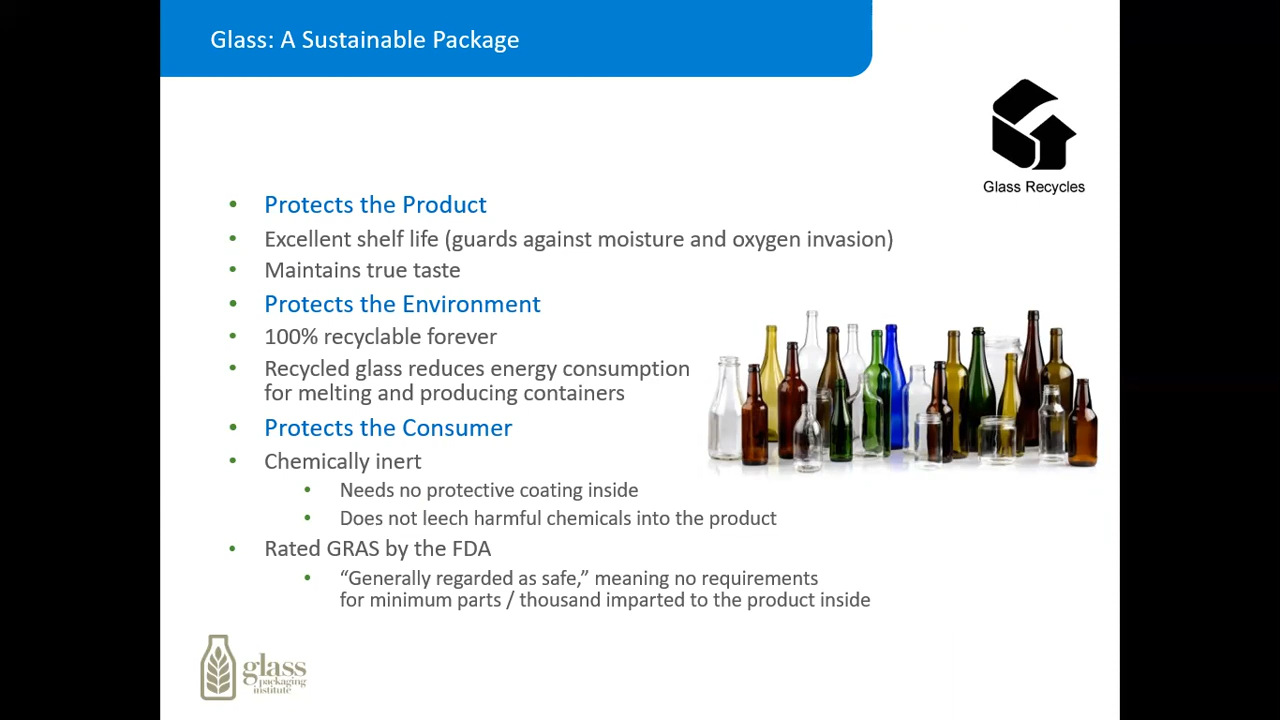 Glass: A Sustainable Package
Glass Recycles
• Protects the Product
• Excellent shelf life (guards against moisture and oxygen invasion)
• Maintains true taste
• Protects the Environment
• 100% recyclable forever
• Recycled glass reduces energy consumption
for melting and producing containers
• Protects the Consumer
• Chemically inert
• Needs no protective coating inside
• Does not leech harmful chemicals into the product
• Rated GRAS by the FDA
• “Generally regarded as safe,” meaning no requirements
for minimum parts / thousand imparted to the product inside
glass
packaging
institute